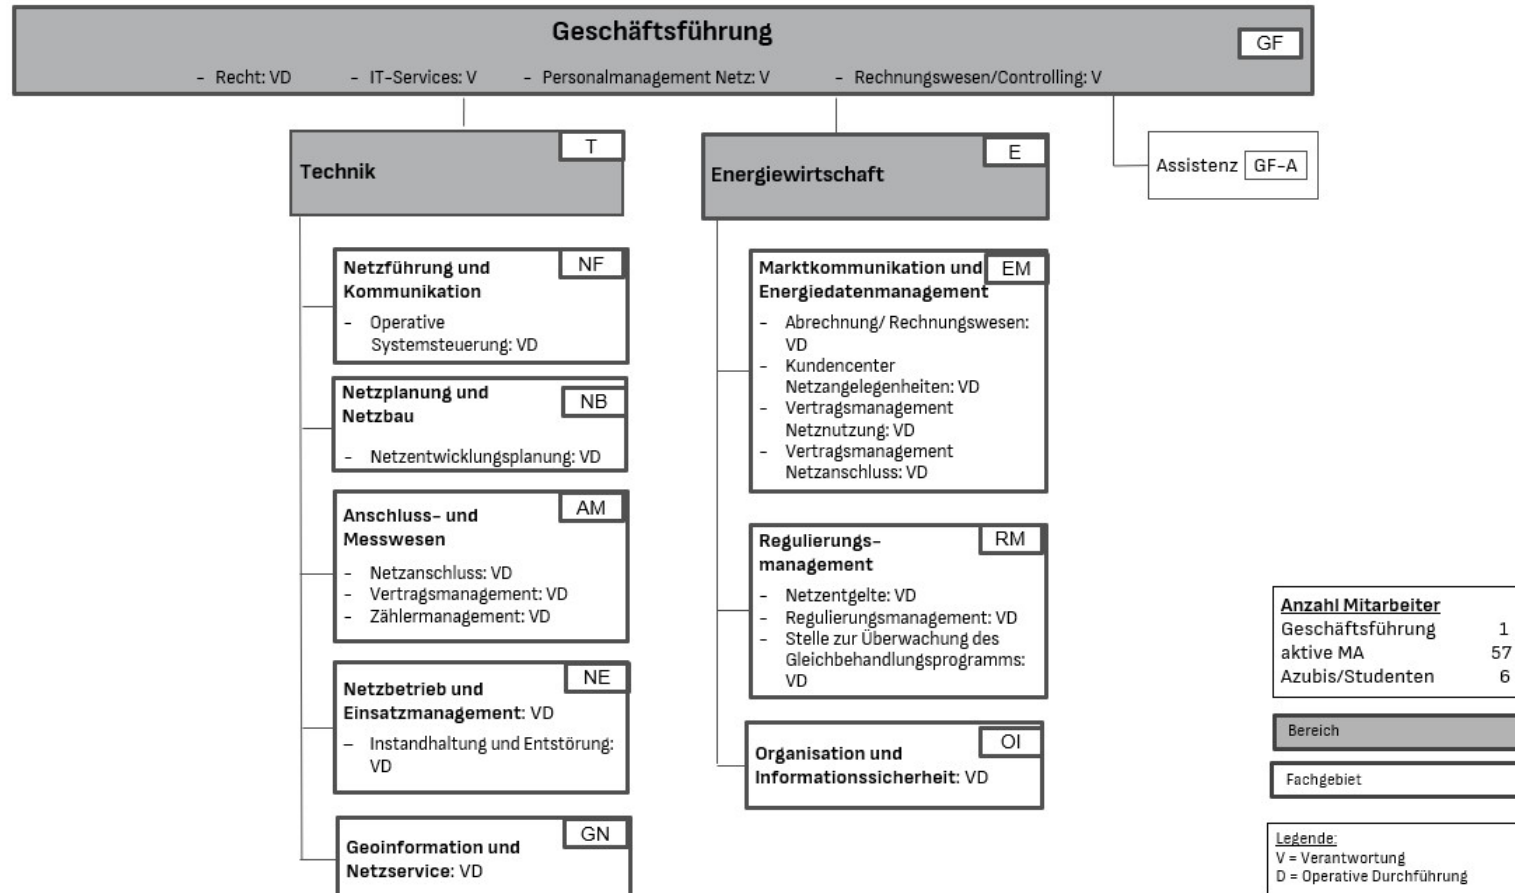 Geschäftsführung
GF
- Recht: VD - IT-Services: V - Personalmanagement Netz: V - Rechnungswesen/Controlling: V
T
Technik
E
Energiewirtschaft
Assistenz GF-A
NF
Netzführung und
Kommunikation
- Operative
Systemsteuerung: VD
Netzplanung und
Netzbau
NB
- Netzentwicklungsplanung: VD
AM
Anschluss- und
Messwesen
- Netzanschluss: VD
- Vertragsmanagement: VD
- Zählermanagement: VD
NE
Netzbetrieb und
Einsatzmanagement: VD
- Instandhaltung und Entstörung:
VD
GN
Geoinformation und
Netzservice: VD
Marktkommunikation und
EM
Energiedatenmanagement
- Abrechnung/ Rechnungswesen:
VD
- Kundencenter
Netzangelegenheiten: VD
- Vertragsmanagement
Netznutzung: VD
- Vertragsmanagement
Netzanschluss: VD
RM
Regulierungs-
management
- Netzentgelte: VD
- Regulierungsmanagement: VD
- Stelle zur Überwachung des
Gleichbehandlungsprogramms:
VD
OI
Organisation und
Informationssicherheit: VD
Anzahl Mitarbeiter
Geschäftsführung 1
aktive MA 57
Azubis/Studenten 6
Bereich
Fachgebiet
Legende:
V = Verantwortung
D = Operative Durchführung